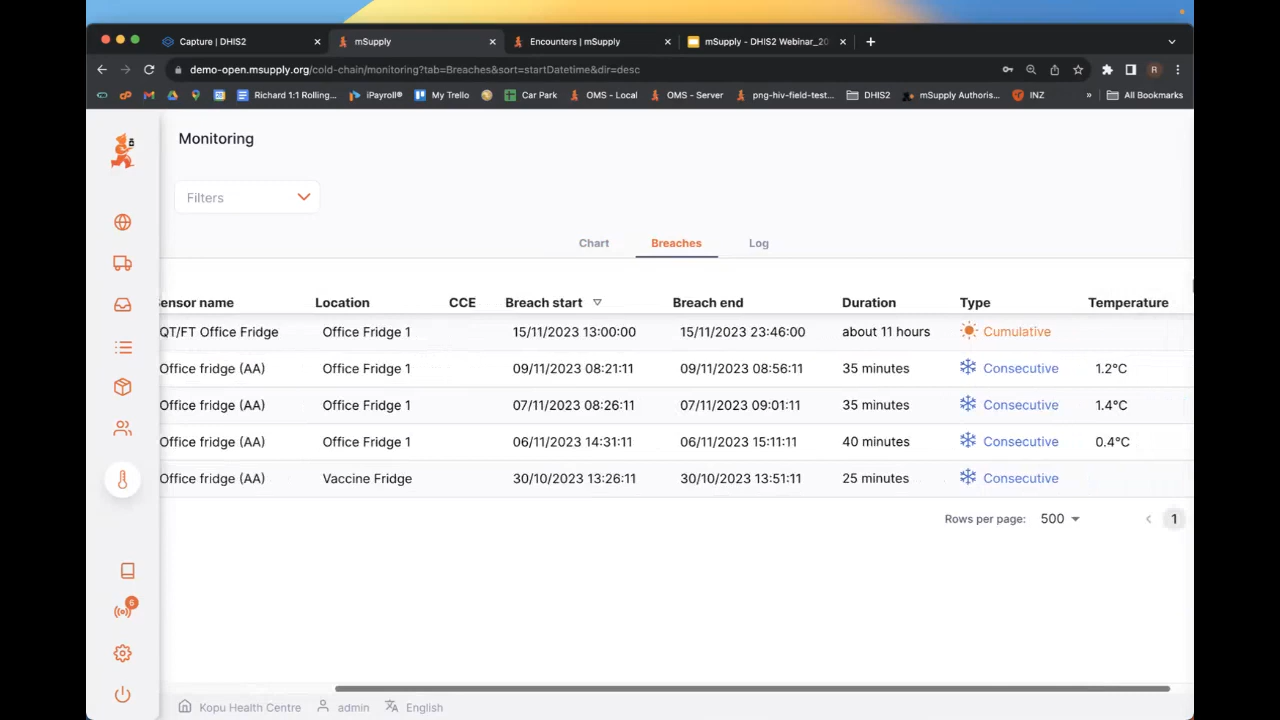 Capture | DHIS2
mSupply
Encounters | mSupply
mSupply - DHIS2 Webinar_20
demo-open.msupply.org/cold-chain/monitoring?tab=Breaches&sort=startDatetime&dir=desc
R
Richard 1:1 Rolling...
iPayroll®
My Trello
Car Park
OMS - Local
OMS - Server
png-hiv-field-test...
DHIS2
mSupply Authoris...
INZ
»
All Bookmarks
Monitoring
Filters
Chart
Breaches
Log
Sensor name Location CCE Breach start Breach end Duration Type Temperature
QT/FT Office Fridge Office Fridge 1 15/11/2023 13:00:00 15/11/2023 23:46:00 about 11 hours Cumulative
Office fridge (AA) Office Fridge 1 09/11/2023 08:21:11 09/11/2023 08:56:11 35 minutes Consecutive 1.2°C
Office fridge (AA) Office Fridge 1 07/11/2023 08:26:11 07/11/2023 09:01:11 35 minutes Consecutive 1.4°C
Office fridge (AA) Office Fridge 1 06/11/2023 14:31:11 06/11/2023 15:11:11 40 minutes Consecutive 0.4°C
Office fridge (AA) Vaccine Fridge 30/10/2023 13:26:11 30/10/2023 13:51:11 25 minutes Consecutive
Rows per page: 500
1
6
Kopu Health Centre
admin
English